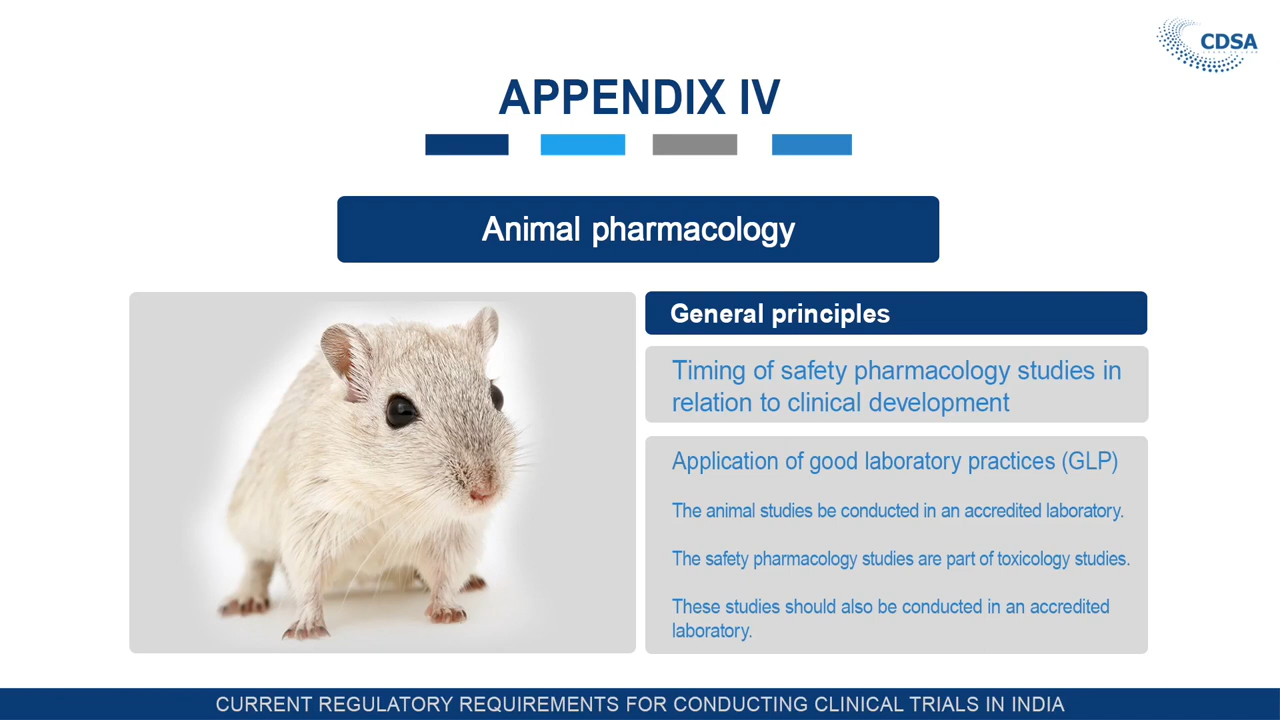 CDSA
APPENDIX IV
Animal pharmacology
General principles
Timing of safety pharmacology studies in
relation to clinical development
Application of good laboratory practices (GLP)
The animal studies be conducted in an accredited laboratory.
The safety pharmacology studies are part of toxicology studies.
These studies should also be conducted in an accredited
laboratory.
CURRENT REGULATORY REQUIREMENTS FOR CONDUCTING CLINICAL TRIALS IN INDIA